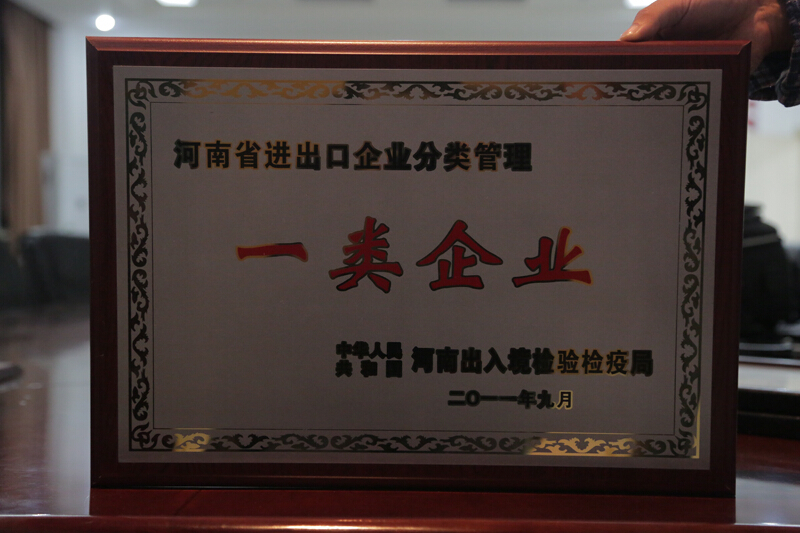 河南省进出口企业分类管理
一类企业
中华人民
共和国 河南出入境检验检疫局
二〇一一年九月